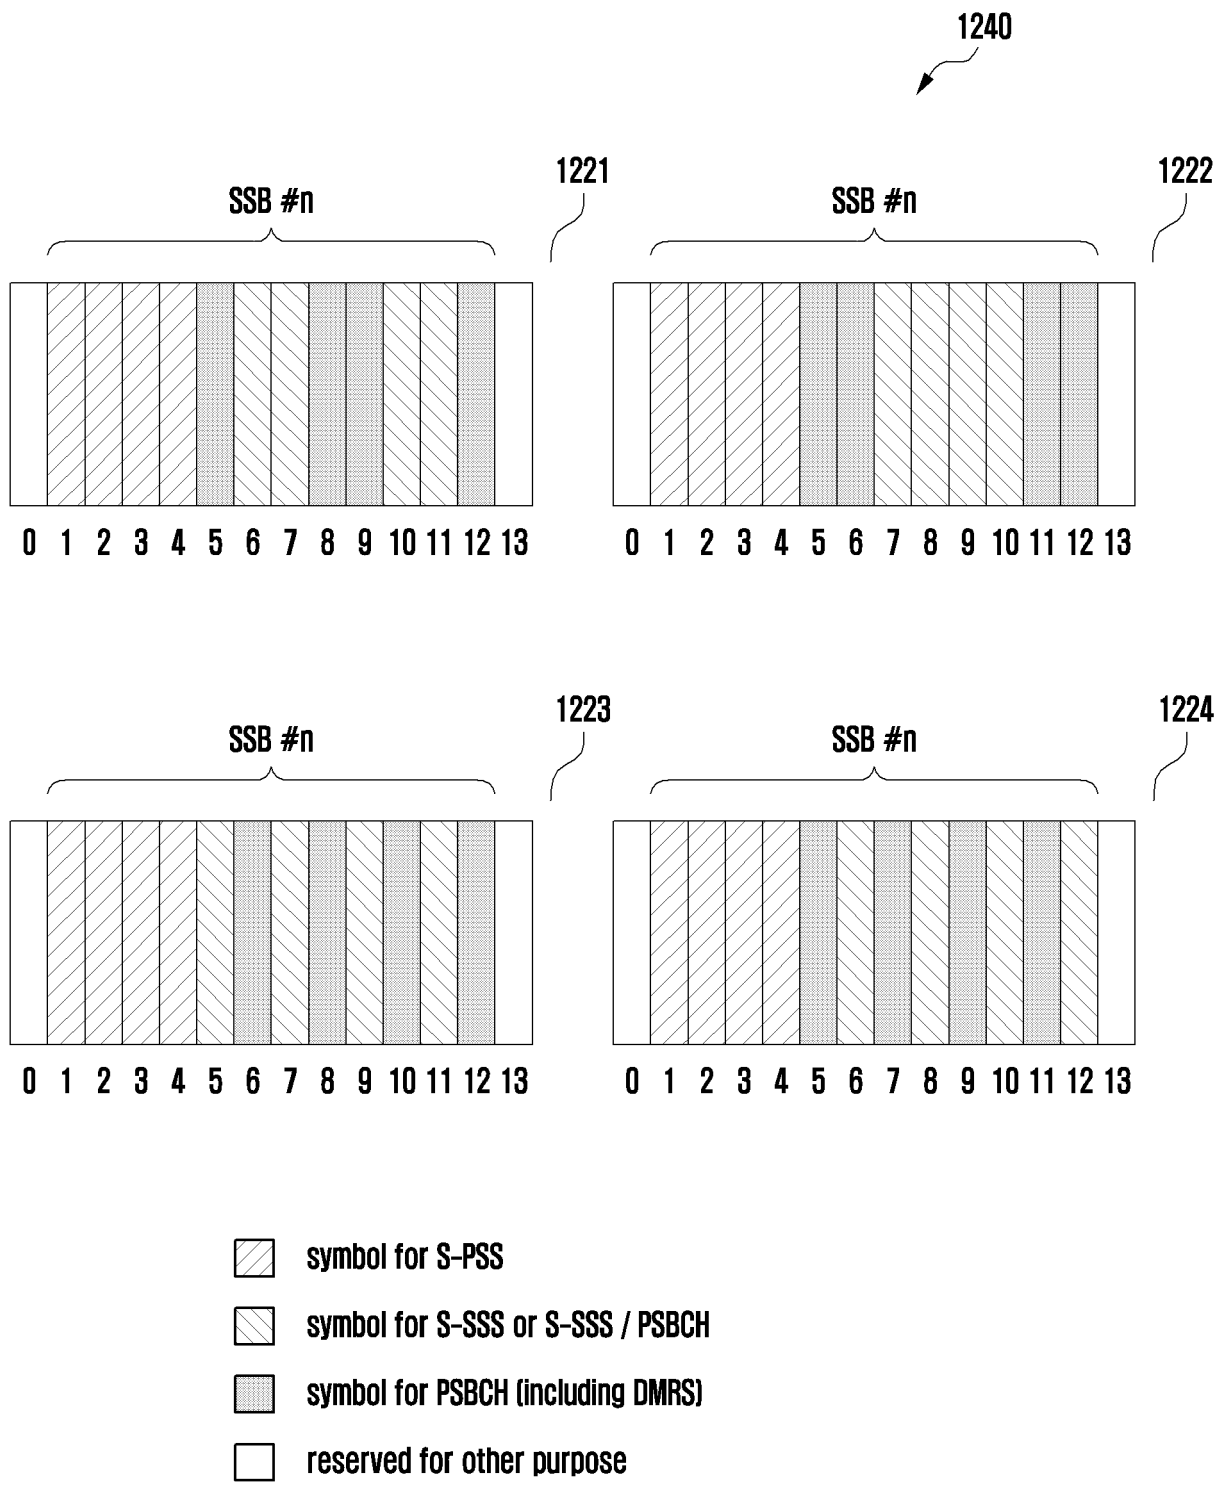 1240
1221
1222
SSB #n
SSB #n
0 1 2 3 4 5 6 7 8 9 10 11 12 13
0 1 2 3 4 5 6 7 8 9 10 11 12 13
1223
1224
SSB #n
SSB #n
0 1 2 3 4 5 6 7 8 9 10 11 12 13
0 1 2 3 4 5 6 7 8 9 10 11 12 13
symbol for S-PSS
symbol for S-SSS or S-SSS / PSBCH
symbol for PSBCH (including DMRS)
reserved for other purpose